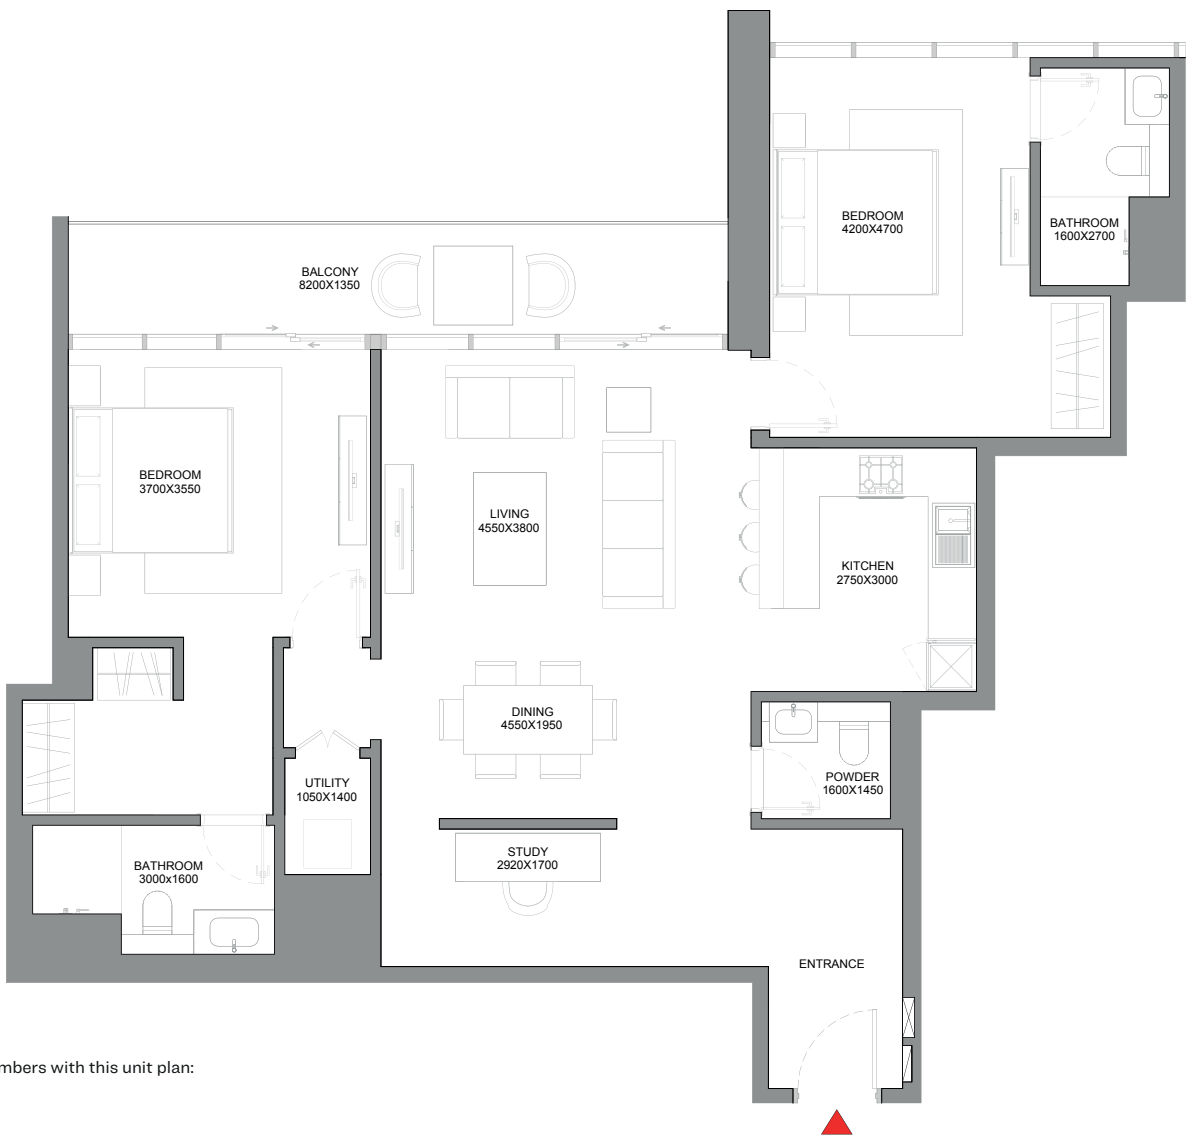 BEDROOM
4200X4700
BATHROOM
1600X2700
BALCONY
8200X1350
BEDROOM
3700X3550
LIVING
4550X3800
KITCHEN
2750X3000
DINING
4550X1950
POWDER
1600X1450
UTILITY
1050X1400
STUDY
2920X1700
BATHROOM
3000x1600
ENTRANCE
with this unit plan: